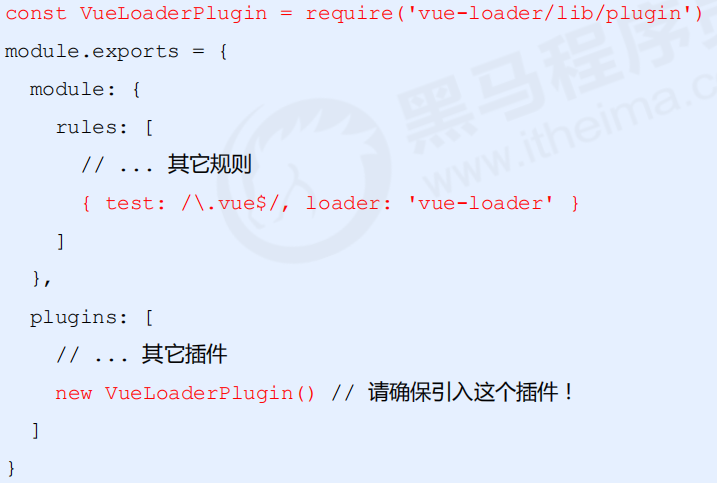 const VueLoaderPlugin = require('vue-loader/lib/plugin')
module.exports = {
  module: {
    rules: [
      // ... 其它规则
      { test: /\.vue$/, loader: 'vue-loader' }
    ]
  },
  plugins: [
    // ... 其它插件
    new VueLoaderPlugin() // 请确保引入这个插件！
  ]
}
黑马程序
www.itheima.c